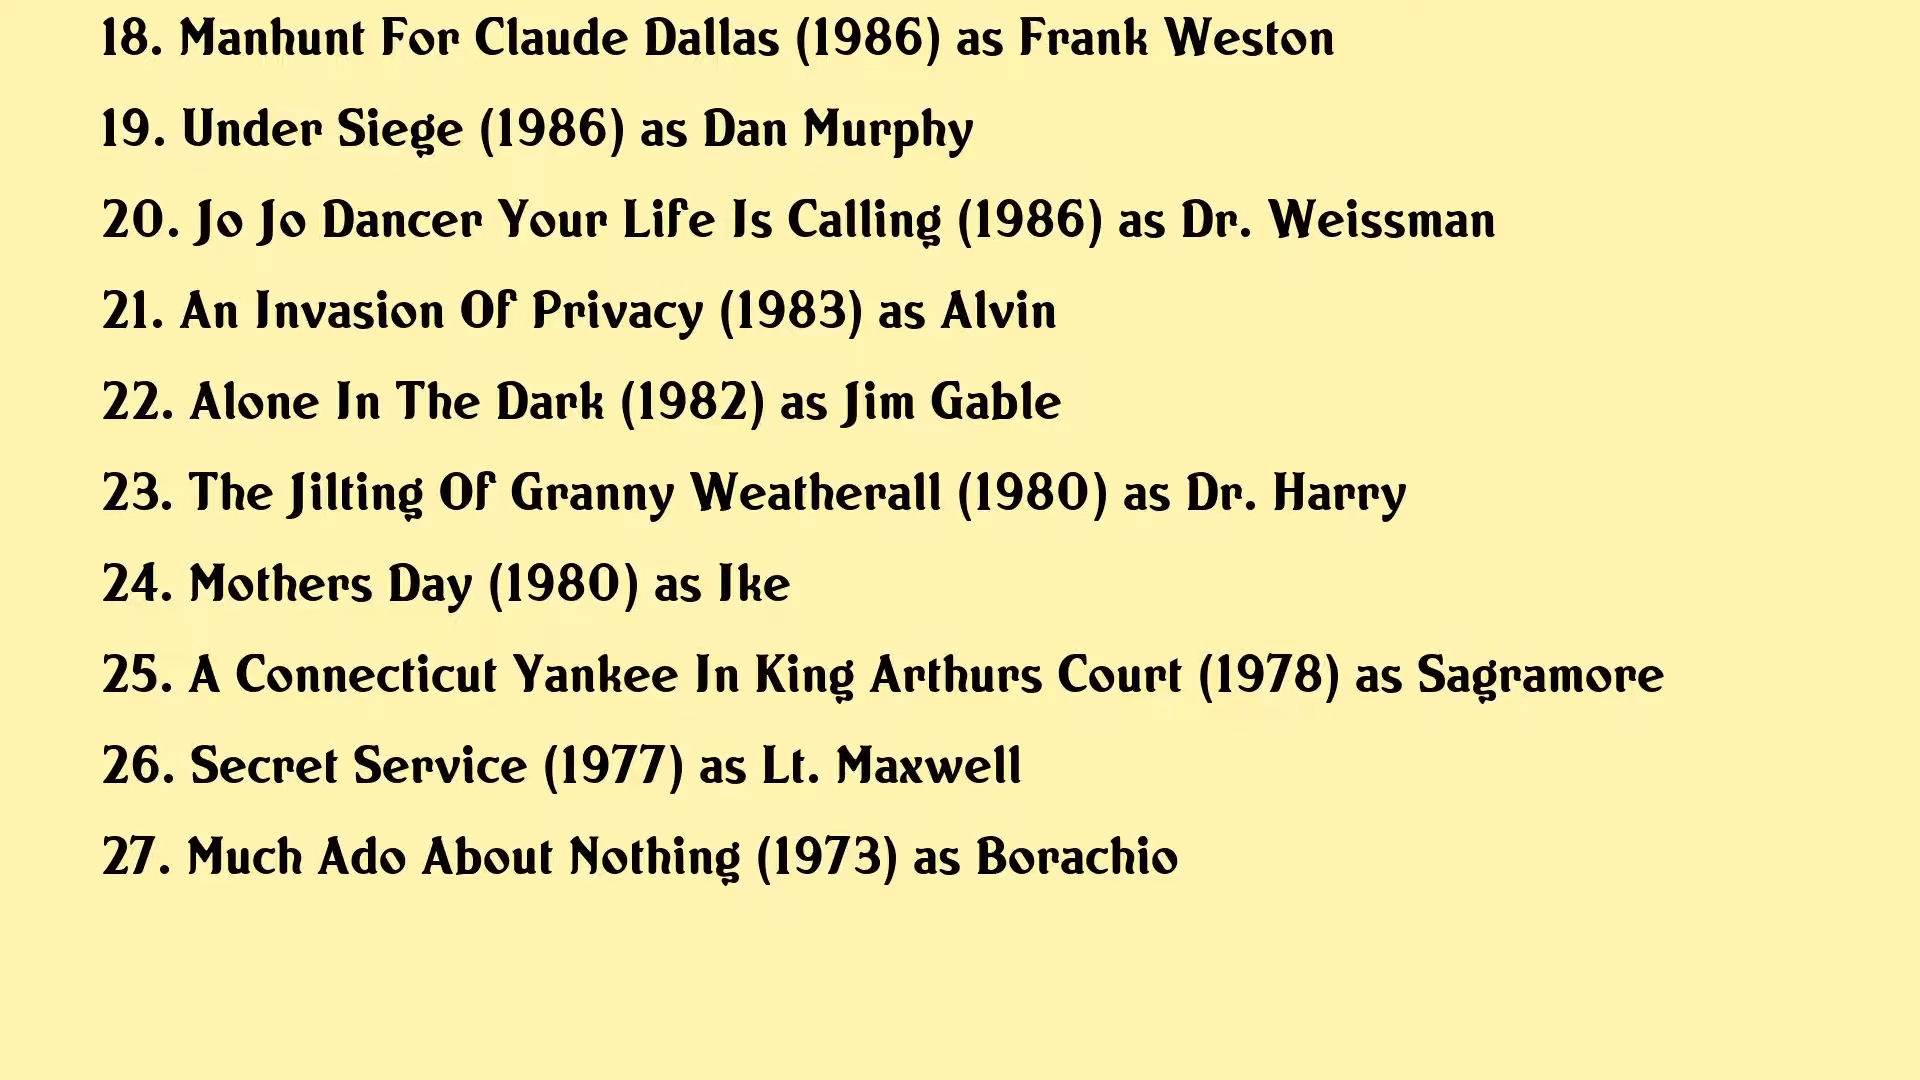 18. Manhunt For Claude Dallas (1986) as Frank Weston
19. Under Siege (1986) as Dan Murphy
20. Jo Jo Dancer Your Life Is Calling (1986) as Dr. Weissman
21. An Invasion Of Privacy (1983) as Alvin
22. Alone In The Dark (1982) as Jim Gable
23. The Jilting Of Granny Weatherall (1980) as Dr. Harry
24. Mothers Day (1980) as Ike
25. A Connecticut Yankee In King Arthurs Court (1978) as Sagramore
26. Secret Service (1977) as Lt. Maxwell
27. Much Ado About Nothing (1973) as Borachio